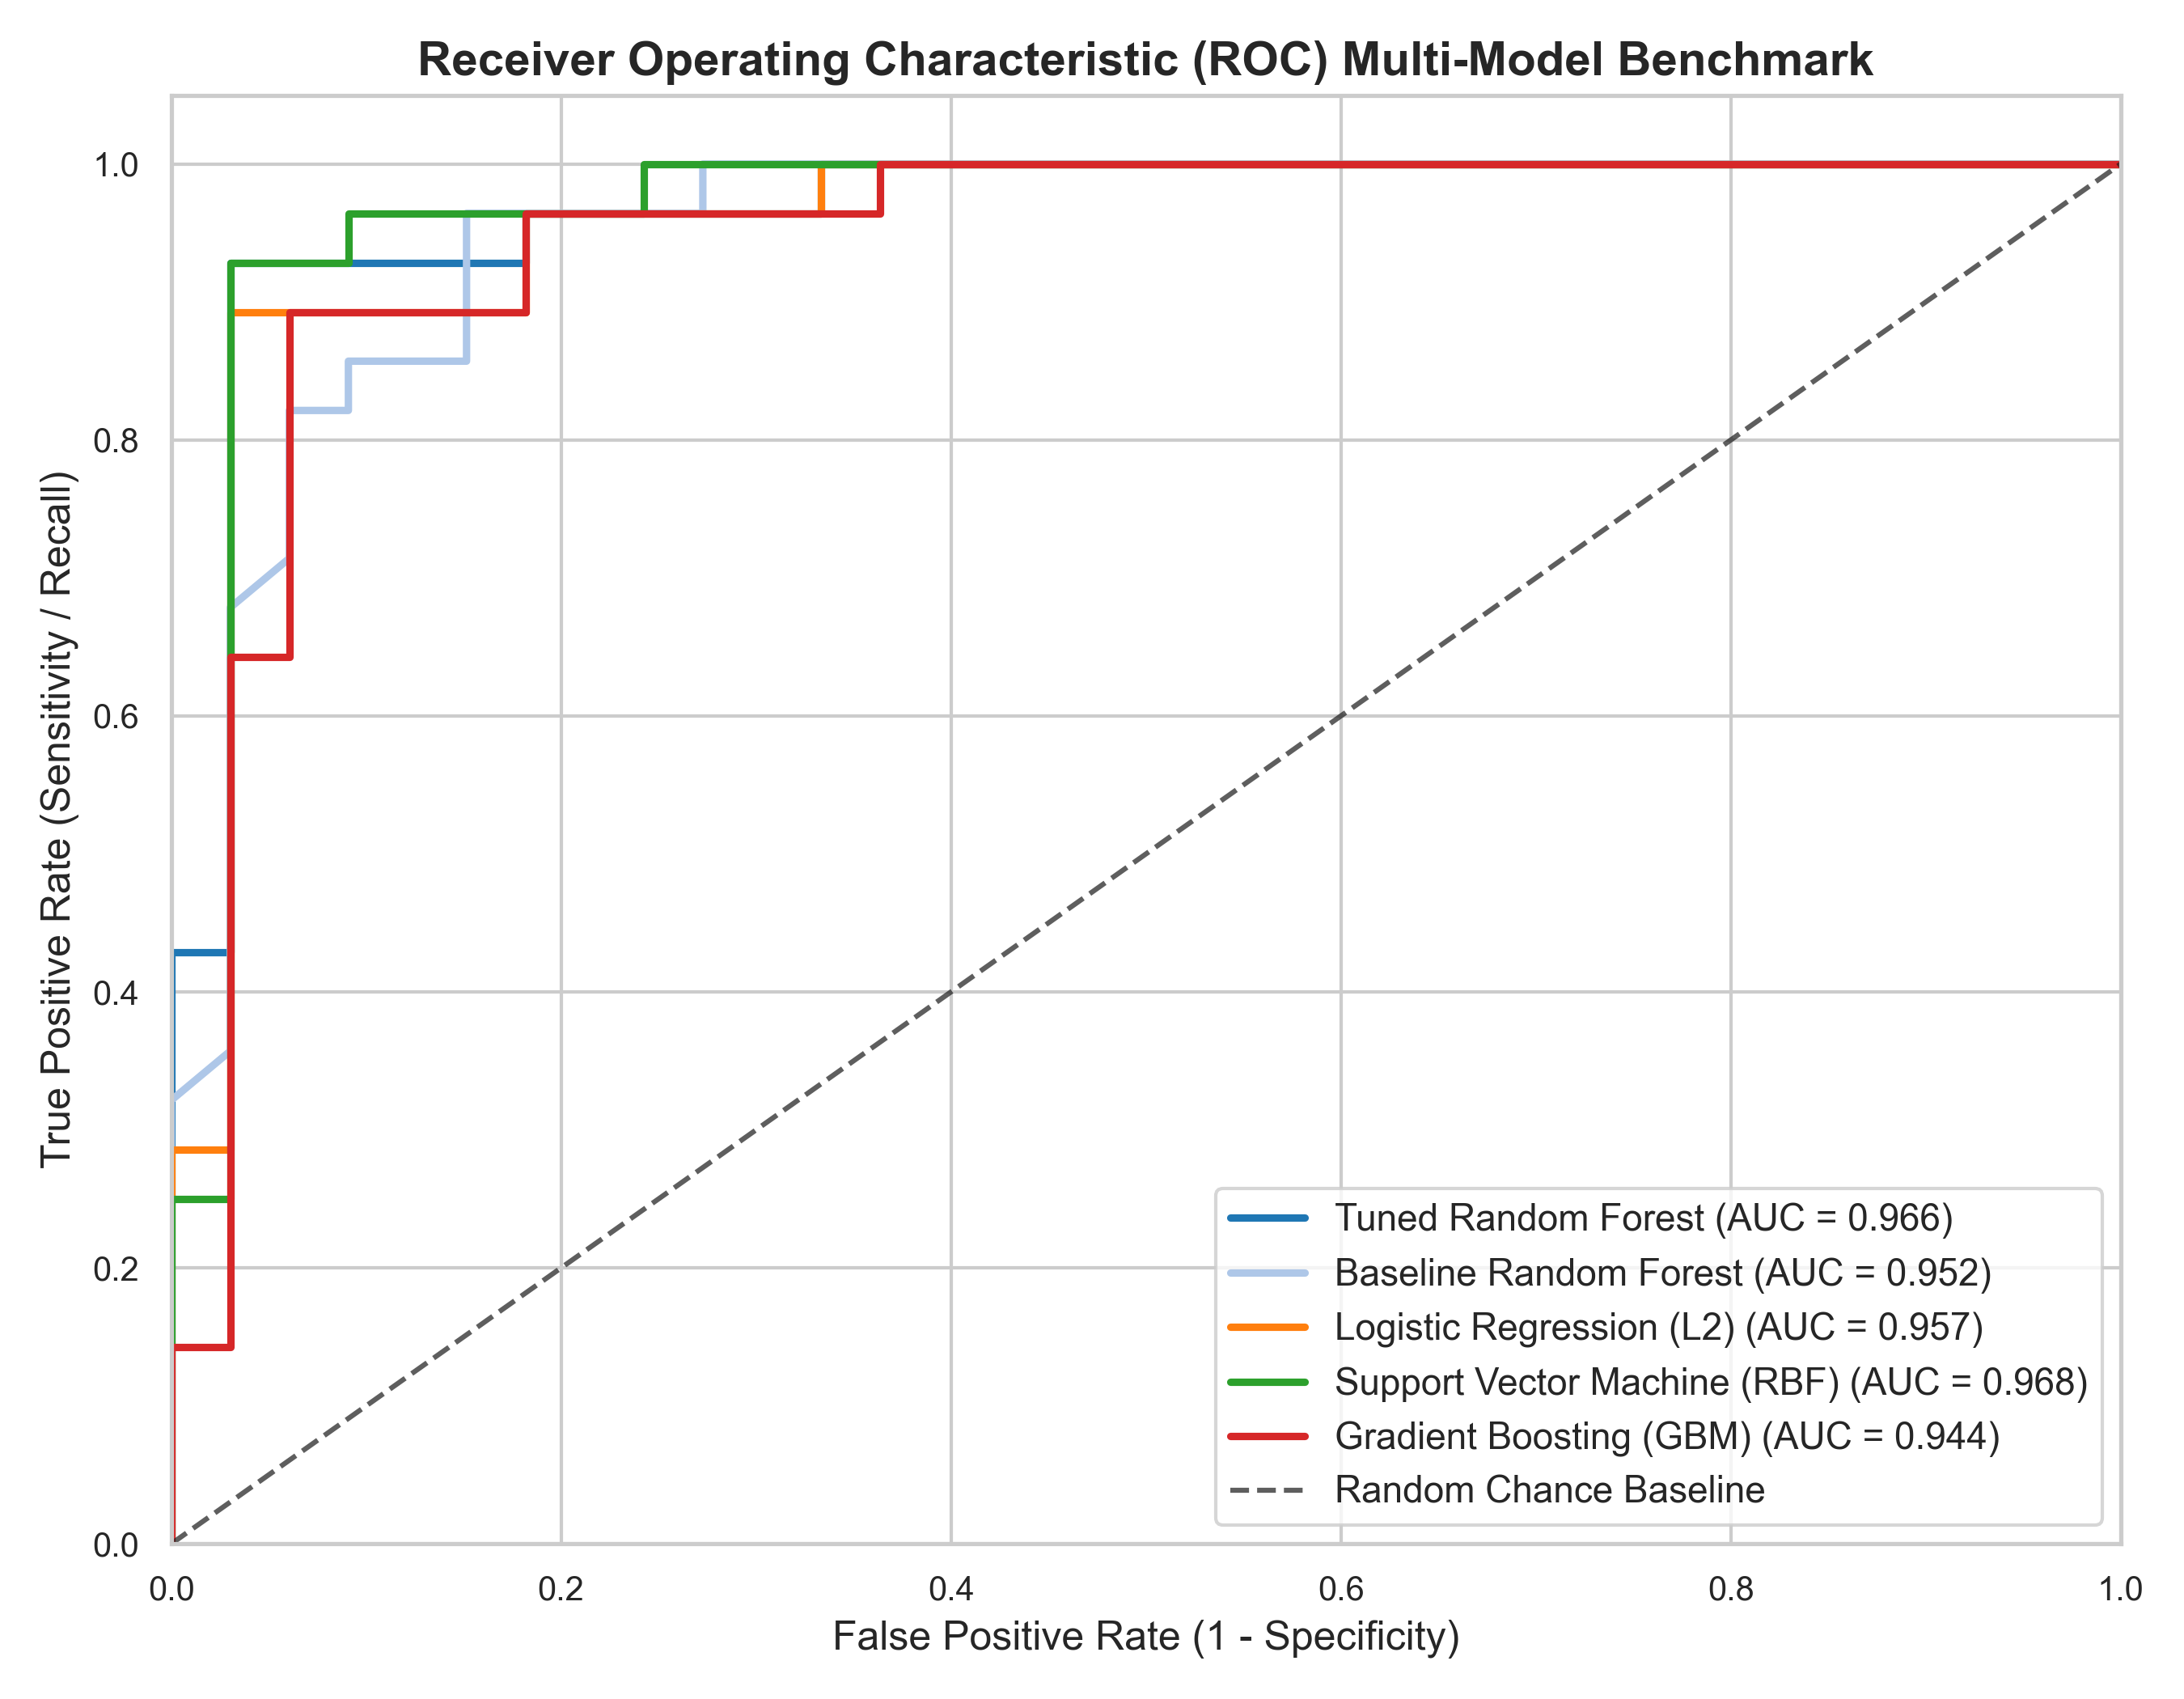 Receiver Operating Characteristic (ROC) Multi-Model Benchmark
True Positive Rate (Sensitivity / Recall)
1.0
0.8
0.6
0.4
0.2
0.0
Tuned Random Forest (AUC = 0.966)
Baseline Random Forest (AUC = 0.952)
Logistic Regression (L2) (AUC = 0.957)
Support Vector Machine (RBF) (AUC = 0.968)
Gradient Boosting (GBM) (AUC = 0.944)
Random Chance Baseline
0.0 0.2 0.4 0.6 0.8 1.0
False Positive Rate (1 - Specificity)